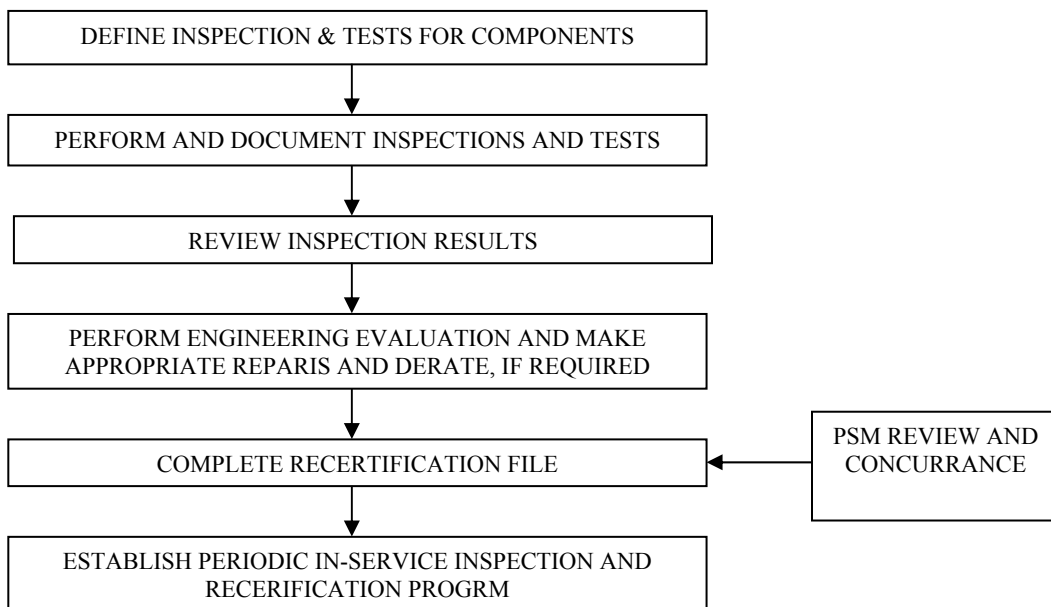 DEFINE INSPECTION & TESTS FOR COMPONENTS
PERFORM AND DOCUMENT INSPECTIONS AND TESTS
REVIEW INSPECTION RESULTS
PERFORM ENGINEERING EVALUATION AND MAKE
APPROPRIATE REPARIS AND DERATE, IF REQUIRED
COMPLETE RECERTIFICATION FILE
PSM REVIEW AND
CONCURRANCE
ESTABLISH PERIODIC IN-SERVICE INSPECTION AND
RECERIFICATION PROGRM